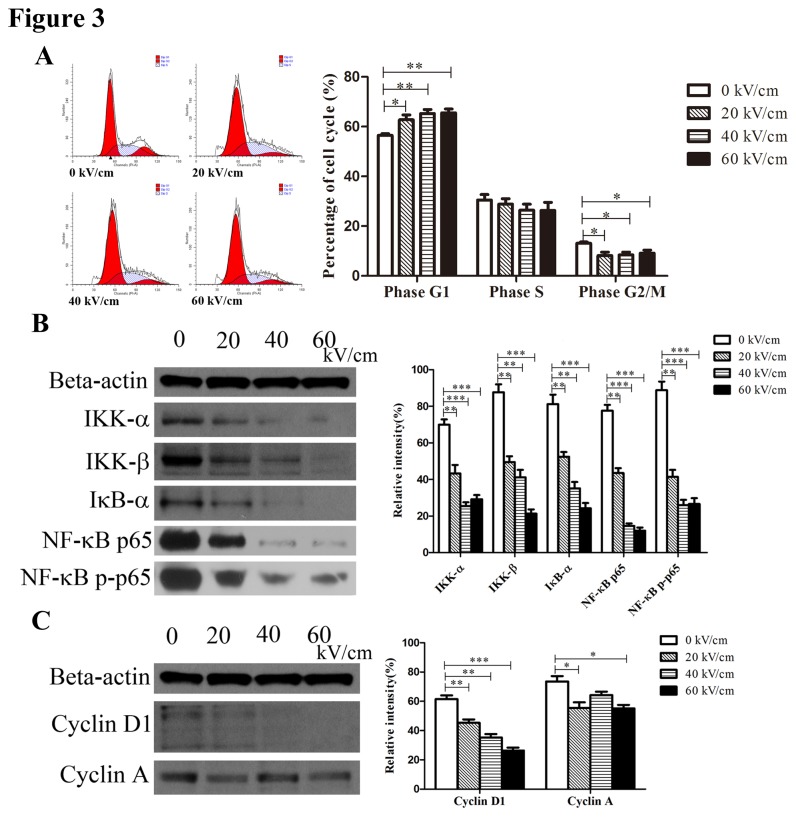 Figure 3
A
0 kV/cm
20 kV/cm
40 kV/cm
60 kV/cm
Percentage of cell cycle (%)
80
60
40
20
0
** 
**
*
*
*
*
Phase G1 Phase S Phase G2/M
0 kV/cm
20 kV/cm
40 kV/cm
60 kV/cm
B
0 20 40 60
kV/cm
Beta-actin
IKK-α
IKK-β
IκB-α
NF-κB p65
NF-κB p-p65
Relative intensity(%)
100
80
60
40
20
0
***
***
**
***
**
**
***
**
**
***
***
**
***
***
**
IKK-α IKK-β IκB-α NF-κB p65 NF-κB p-p65
0 kV/cm
20 kV/cm
40 kV/cm
60 kV/cm
C
0 20 40 60
kV/cm
Beta-actin
Cyclin D1
Cyclin A
Relative intensity(%)
100
80
60
40
20
0
***
**
**
*
*
Cyclin D1 Cyclin A
0 kV/cm
20 kV/cm
40 kV/cm
60 kV/cm